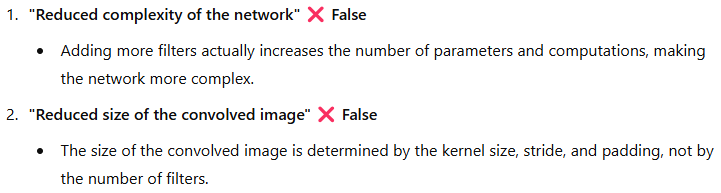 1. "Reduced complexity of the network" ❌ False
• Adding more filters actually increases the number of parameters and computations, making
the network more complex.
2. "Reduced size of the convolved image" ❌ False
• The size of the convolved image is determined by the kernel size, stride, and padding, not by
the number of filters.